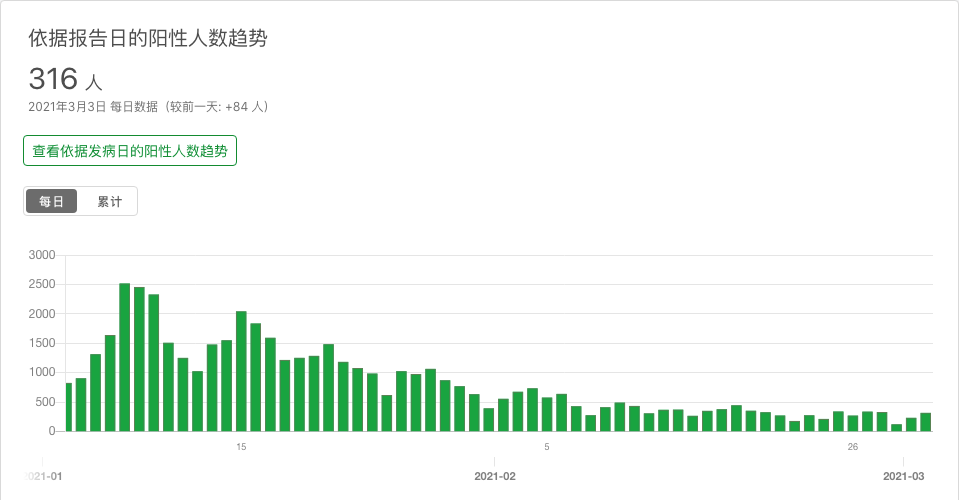 依据报告日的阳性人数趋势
316 人
2021年3月3日 每日数据（较前一天: +84 人）
查看依据发病日的阳性人数趋势
每日 累计
3000
2500
2000
1500
1000
500
0
15 5 26
2021-01 2021-02 2021-03